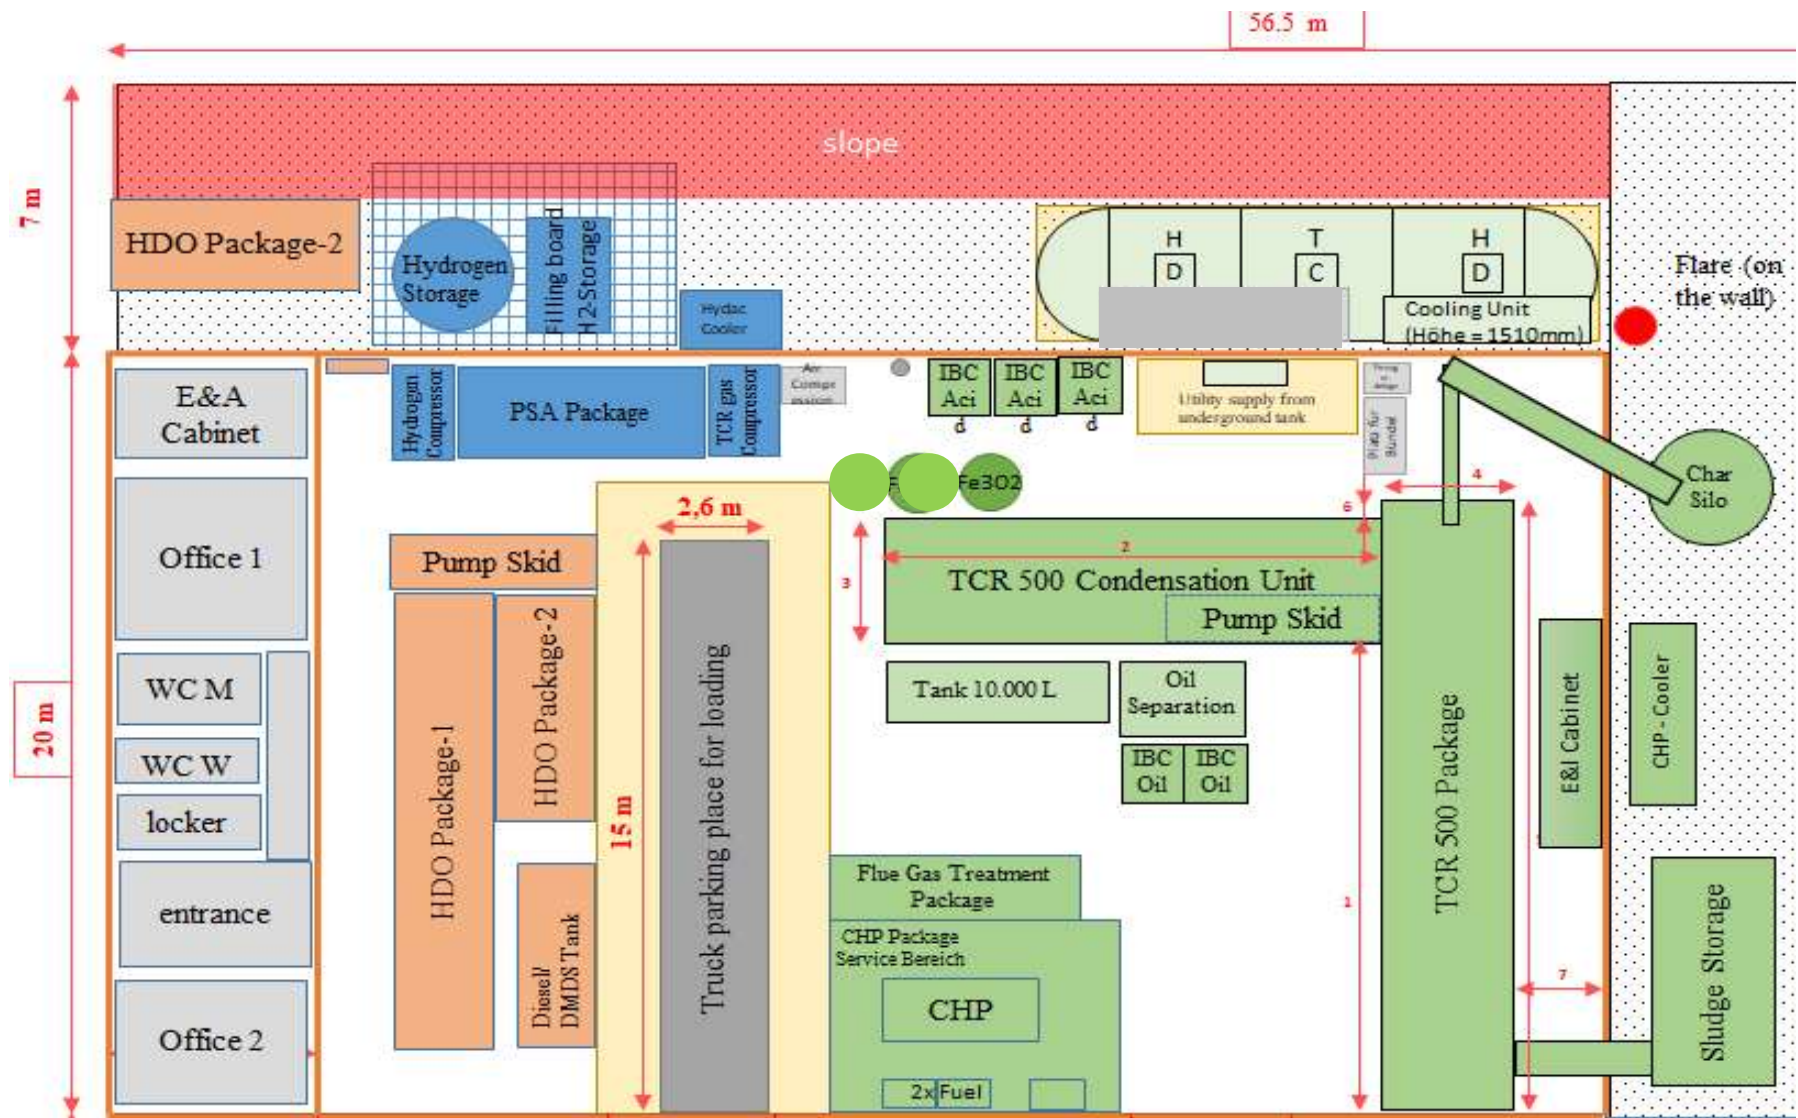 56.5 m
slope
7 m
HDO Package-2
Hydrogen
Storage
Filling board
H2-Storage
Hydac
Cooler
H
D
T
C
H
D
Cooling Unit
(Höhe = 1510mm)
Flare (on
the wall)
E&A
Cabinet
Hydrogen
Compressor
PSA Package
TCR gas
Compressor
Air
IBC
Aci
d
IBC
Aci
d
IBC
Aci
d
Utility supply from
underground tank
Platz für
Bündel
Char
Silo
Fe3O2
4
6
2,6 m
Office 1
Pump Skid
2
3
TCR 500 Condensation Unit
Pump Skid
HDO Package-1
HDO Package-2
Truck parking place for loading
15 m
20 m
WC M
WC W
locker
entrance
Office 2
Tank 10.000 L
Oil
Separation
IBC
Oil
IBC
Oil
TCR 500 Package
E&I Cabinet
CHP - Cooler
Diesel/
DMDS Tank
Flue Gas Treatment
Package
CHP Package
Service Bereich
CHP
2x Fuel
1
7
Sludge Storage